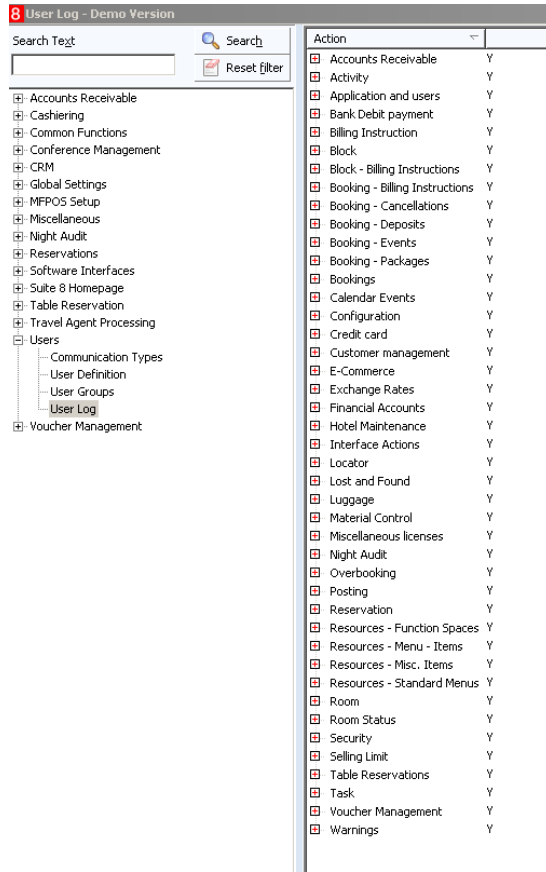 8 User Log - Demo Version
Search Text
Search
Reset filter
Accounts Receivable
Cashiering
Common Functions
Conference Management
CRM
Global Settings
MFPOS Setup
Miscellaneous
Night Audit
Reservations
Software Interfaces
Suite 8 Homepage
Table Reservation
Travel Agent Processing
Users
Communication Types
User Definition
User Groups
User Log
Voucher Management
Action
Accounts Receivable Y
Activity Y
Application and users Y
Bank Debit payment Y
Billing Instruction Y
Block Y
Block - Billing Instructions Y
Booking - Billing Instructions Y
Booking - Cancellations Y
Booking - Deposits Y
Booking - Events Y
Booking - Packages Y
Bookings Y
Calendar Events Y
Configuration Y
Credit card Y
Customer management Y
E-Commerce Y
Exchange Rates Y
Financial Accounts Y
Hotel Maintenance Y
Interface Actions Y
Locator Y
Lost and Found Y
Luggage Y
Material Control Y
Miscellaneous licenses Y
Night Audit Y
Overbooking Y
Posting Y
Reservation Y
Resources - Function Spaces Y
Resources - Menu - Items Y
Resources - Misc. Items Y
Resources - Standard Menus Y
Room Y
Room Status Y
Security Y
Selling Limit Y
Table Reservations Y
Task Y
Voucher Management Y
Warnings Y